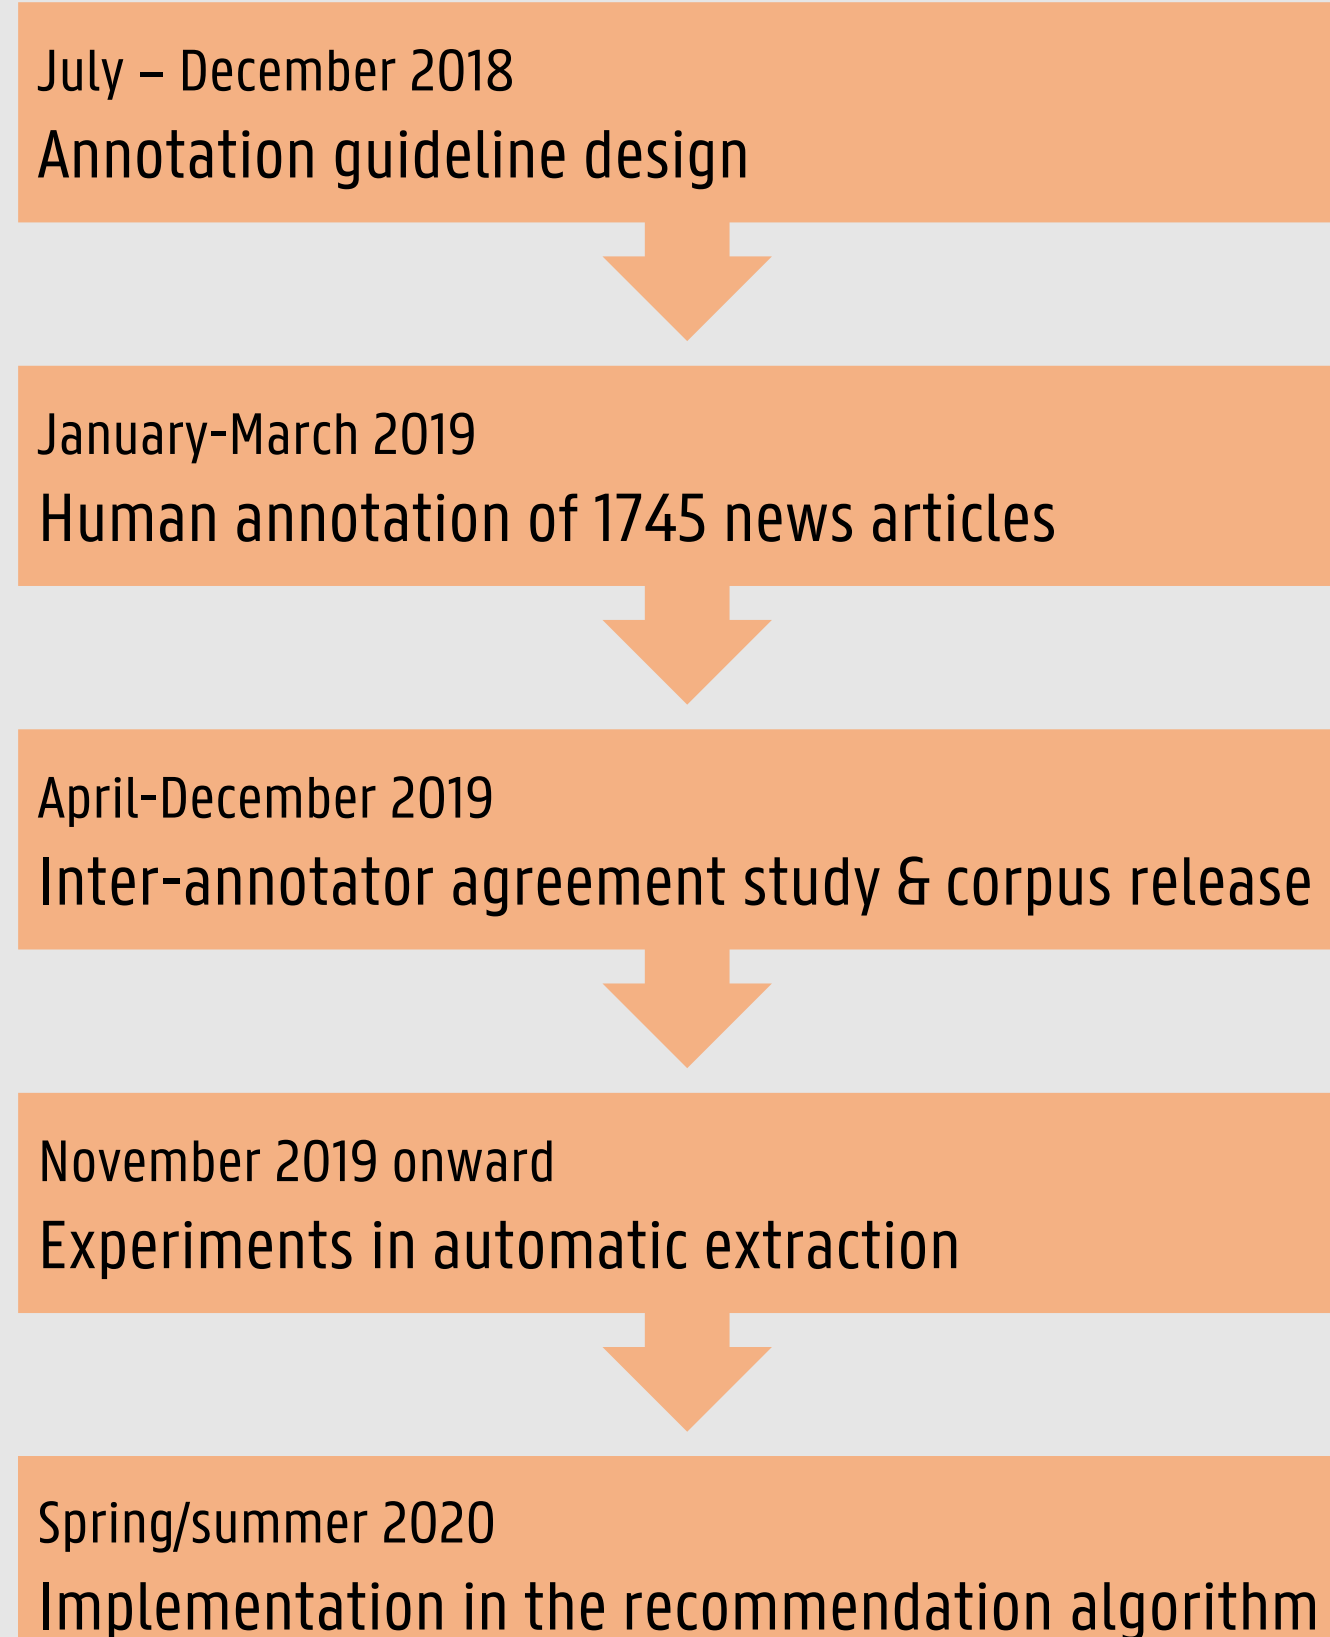 July – December 2018
Annotation guideline design
January-March 2019
Human annotation of 1745 news articles
April-December 2019
Inter-annotator agreement study & corpus release
November 2019 onward
Experiments in automatic extraction
Spring/summer 2020
Implementation in the recommendation algorithm